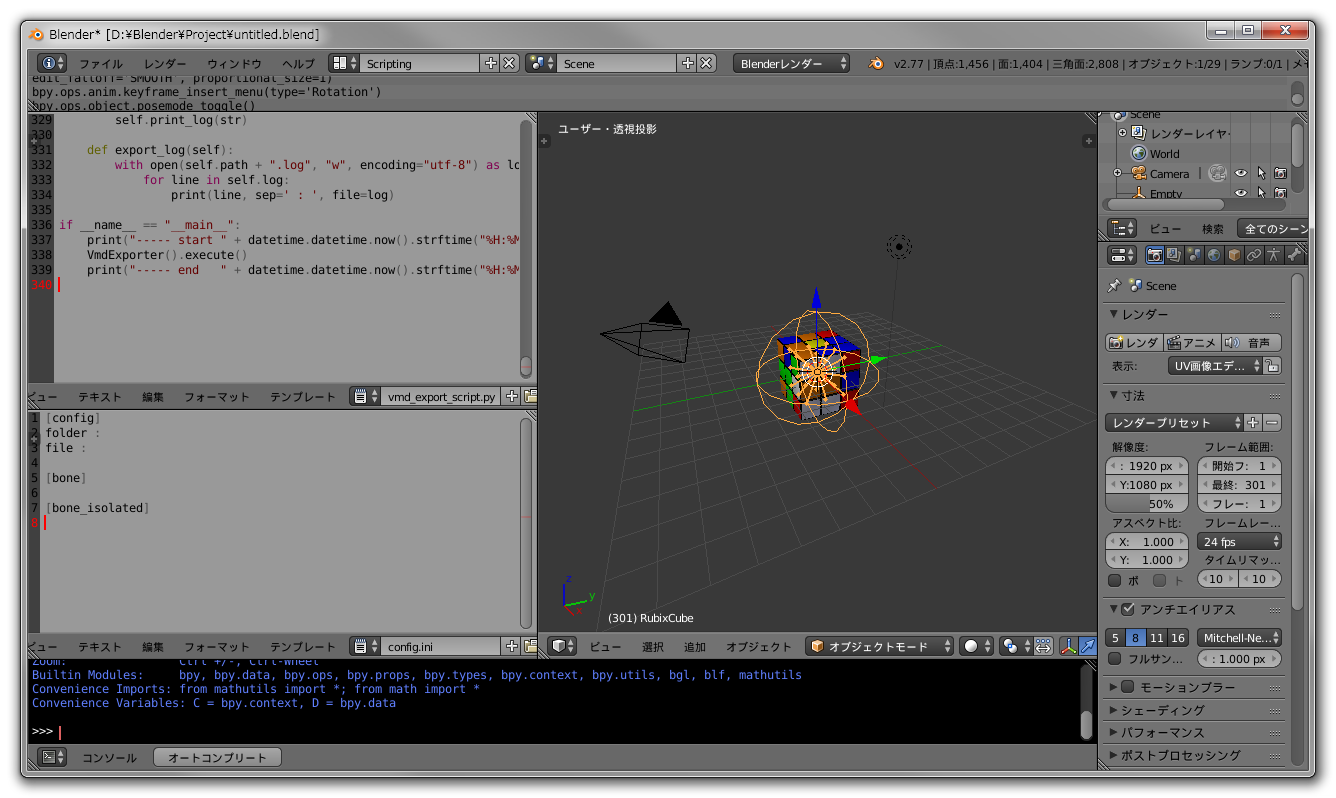 Blender* [D:¥Blender¥Project¥untitled.blend]
ファイル レンダー ウィンドウ ヘルプ Scripting Scene Blenderレンダー v2.77 | 頂点:1,456 | 面:1,404 | 三角面:2,808 | オブジェクト:1/29 | ランプ:0/1 | メモ
edit_falloff='SMOOTH', proportional_size=1)
bpy.ops.anim.keyframe_insert_menu(type='Rotation')
bpy.ops.object.posemode_toggle()
329 self.print_log(str)
330
331 def export_log(self):
332 with open(self.path + ".log", "w", encoding="utf-8") as lo
333 for line in self.log:
334 print(line, sep=' : ', file=log)
335
336 if __name__ == "__main__":
337 print("----- start " + datetime.datetime.now().strftime("%H:%M
338 VmdExporter().execute()
339 print("----- end   " + datetime.datetime.now().strftime("%H:%M
340
ビュー テキスト 編集 フォーマット テンプレート vmd_export_script.py
1 [config]
2 folder :
3 file :
4
5 [bone]
6
7 [bone_isolated]
8
ビュー テキスト 編集 フォーマット テンプレート config.ini
ユーザー・透視投影
z
y
x
(301) RubixCube
ビュー 選択 追加 オブジェクト オブジェクトモード
Scene
レンダーレイヤ
World
Camera
Empty
ビュー 検索 全てのシーン
Scene
レンダー
レンダ アニメ 音声
表示: UV画像エデ...
寸法
レンダープリセット
解像度: フレーム範囲:
: 1920 px 開始フ: 1
Y:1080 px 最終: 301
50% フレー: 1
アスペクト比: フレームレー...
X: 1.000 24 fps
Y: 1.000 タイムリマッ...
ボ ト 10 10
アンチエイリアス
5 8 11 16 Mitchell-Ne...
フルサン... : 1.000 px
モーションブラー
シェーディング
パフォーマンス
ポストプロセッシング
Zoom: Ctrl +/-, Ctrl-Wheel
Builtin Modules: bpy, bpy.data, bpy.ops, bpy.props, bpy.types, bpy.context, bpy.utils, bgl, blf, mathutils
Convenience Imports: from mathutils import *; from math import *
Convenience Variables: C = bpy.context, D = bpy.data
>>>
コンソール オートコンプリート